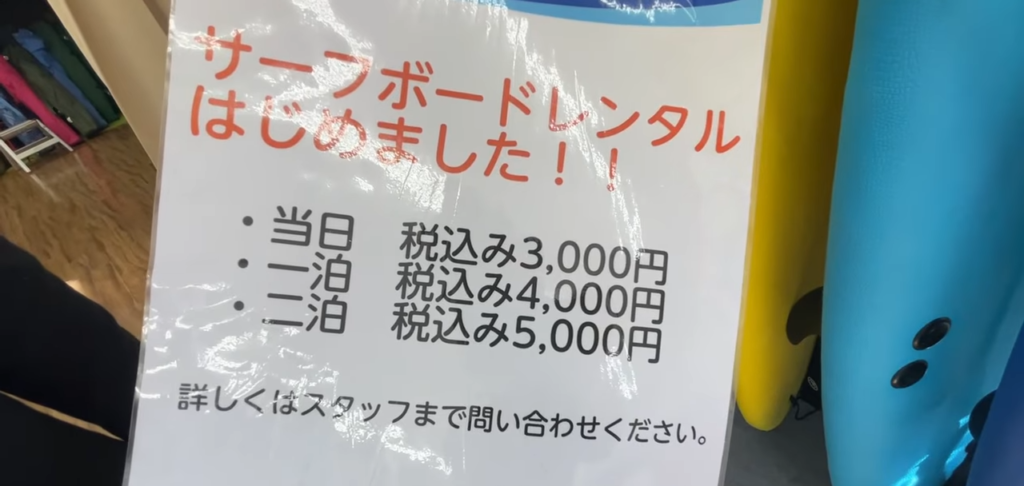 サーフボードレンタル
はじめました！！
・当日　税込み3,000円
・一泊　税込み4,000円
・二泊　税込み5,000円
詳しくはスタッフまで問い合わせください。